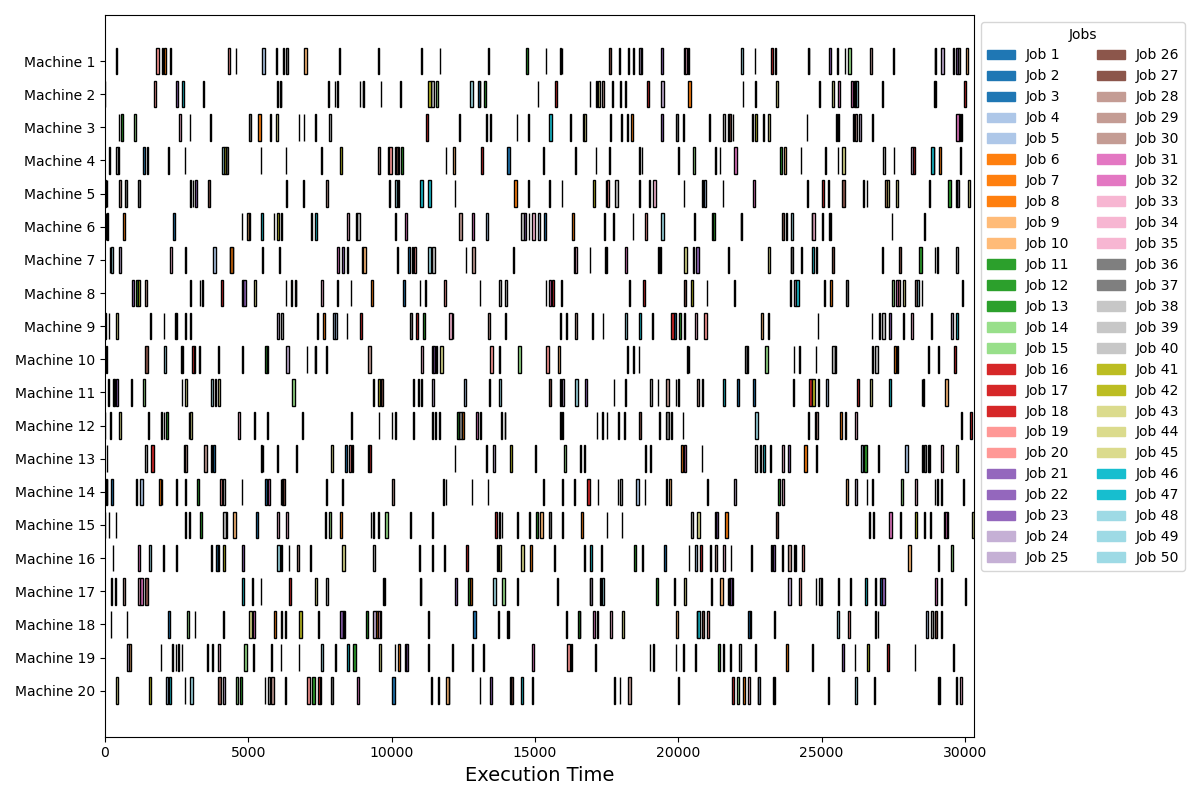 Machine 1
Machine 2
Machine 3
Machine 4
Machine 5
Machine 6
Machine 7
Machine 8
Machine 9
Machine 10
Machine 11
Machine 12
Machine 13
Machine 14
Machine 15
Machine 16
Machine 17
Machine 18
Machine 19
Machine 20
0 5000 10000 15000 20000 25000 30000
Execution Time
Jobs
Job 1 Job 26
Job 2 Job 27
Job 3 Job 28
Job 4 Job 29
Job 5 Job 30
Job 6 Job 31
Job 7 Job 32
Job 8 Job 33
Job 9 Job 34
Job 10 Job 35
Job 11 Job 36
Job 12 Job 37
Job 13 Job 38
Job 14 Job 39
Job 15 Job 40
Job 16 Job 41
Job 17 Job 42
Job 18 Job 43
Job 19 Job 44
Job 20 Job 45
Job 21 Job 46
Job 22 Job 47
Job 23 Job 48
Job 24 Job 49
Job 25 Job 50